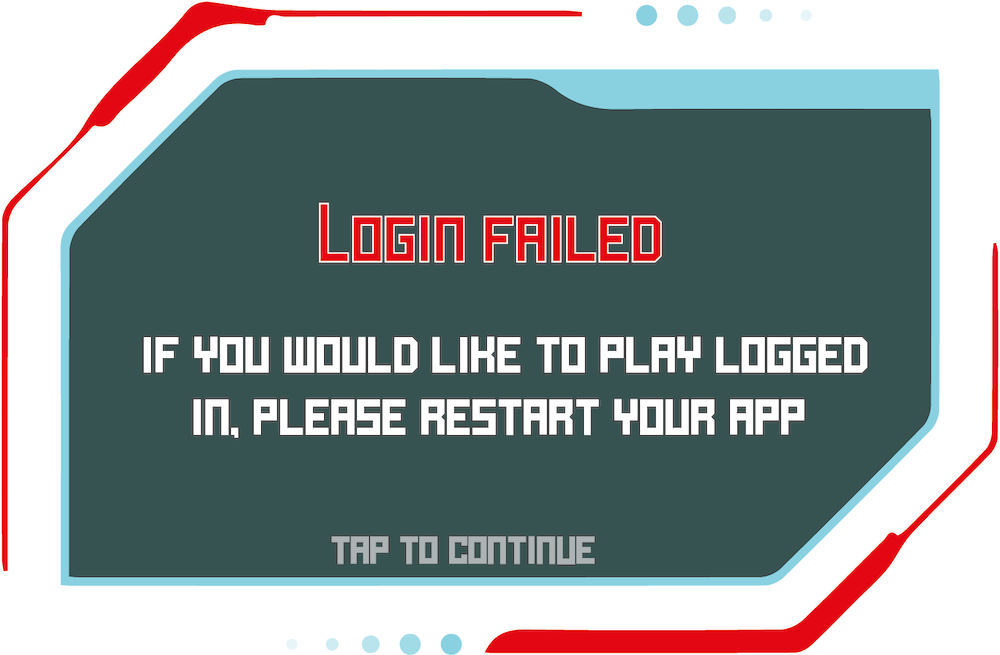 Login failed
IF YOU WOULD LIKE TO PLAY LOGGED
IN, PLEASE RESTART YOUR APP
TAP TO CONTINUE